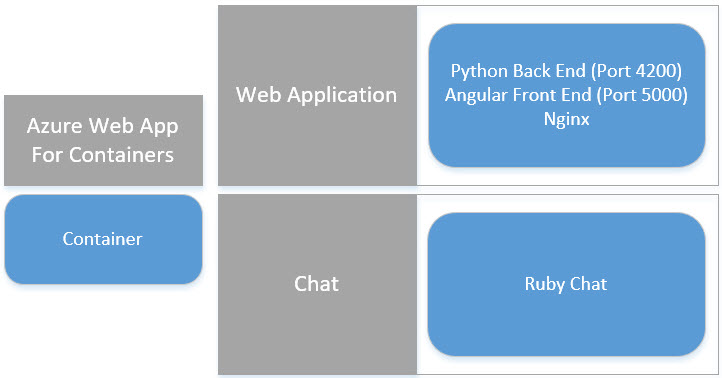 Azure Web App
For Containers
Container
Web Application
Python Back End (Port 4200)
Angular Front End (Port 5000)
Nginx
Chat
Ruby Chat